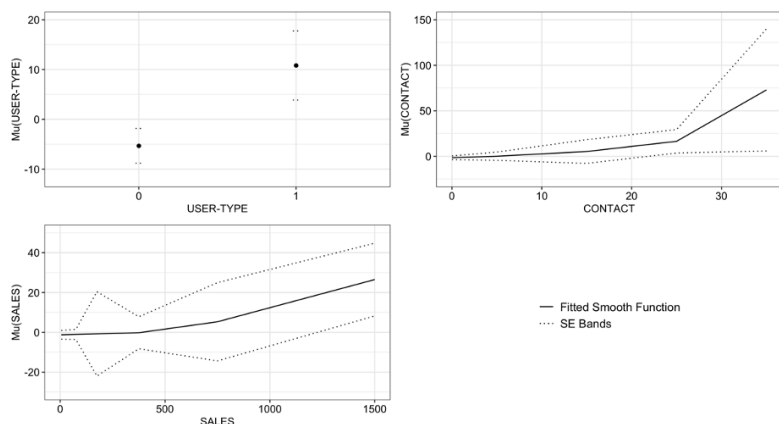 20
10
0
-10
Mu(USER-TYPE)
0
1
USER-TYPE
150
100
50
0
Mu(CONTACT)
0
10
20
30
CONTACT
40
20
0
-20
Mu(SALES)
0
500
1000
1500
SALES
Fitted Smooth Function
SE Bands